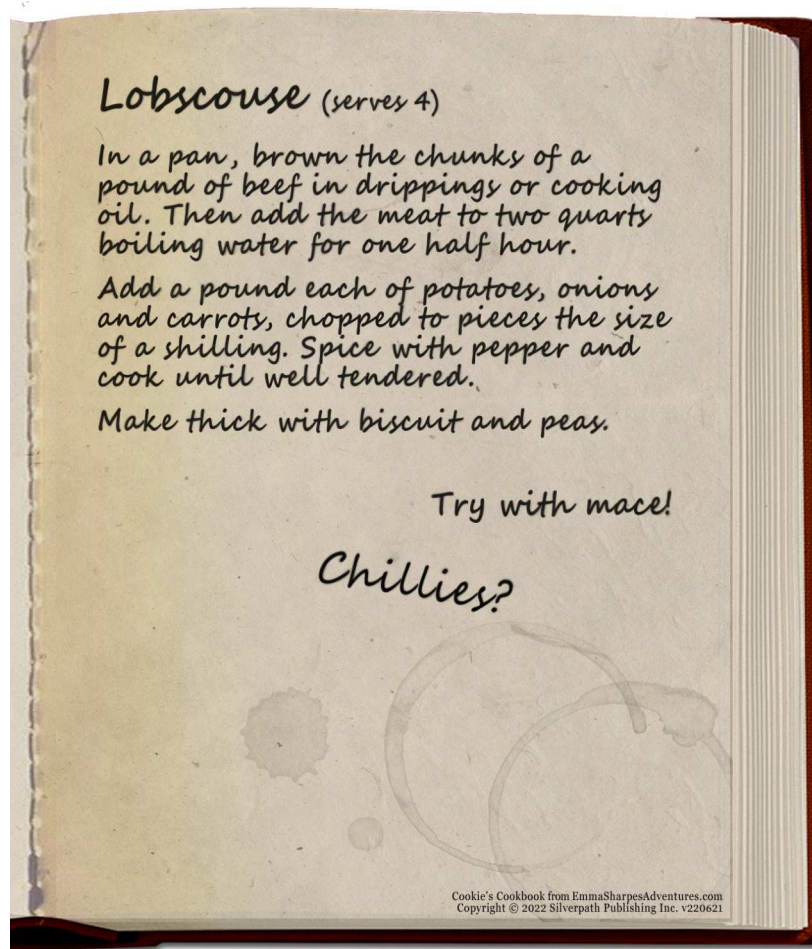 Lobscouse (serves 4)
In a pan, brown the chunks of a
pound of beef in drippings or cooking
oil. Then add the meat to two quarts
boiling water for one half hour.
Add a pound each of potatoes, onions
and carrots, chopped to pieces the size
of a shilling. Spice with pepper and
cook until well tendered.
Make thick with biscuit and peas.
Try with mace!
Chillies?
Cookie's Cookbook from EmmaSharpesAdventures.com
Copyright © 2022 Silverpath Publishing Inc. v220621